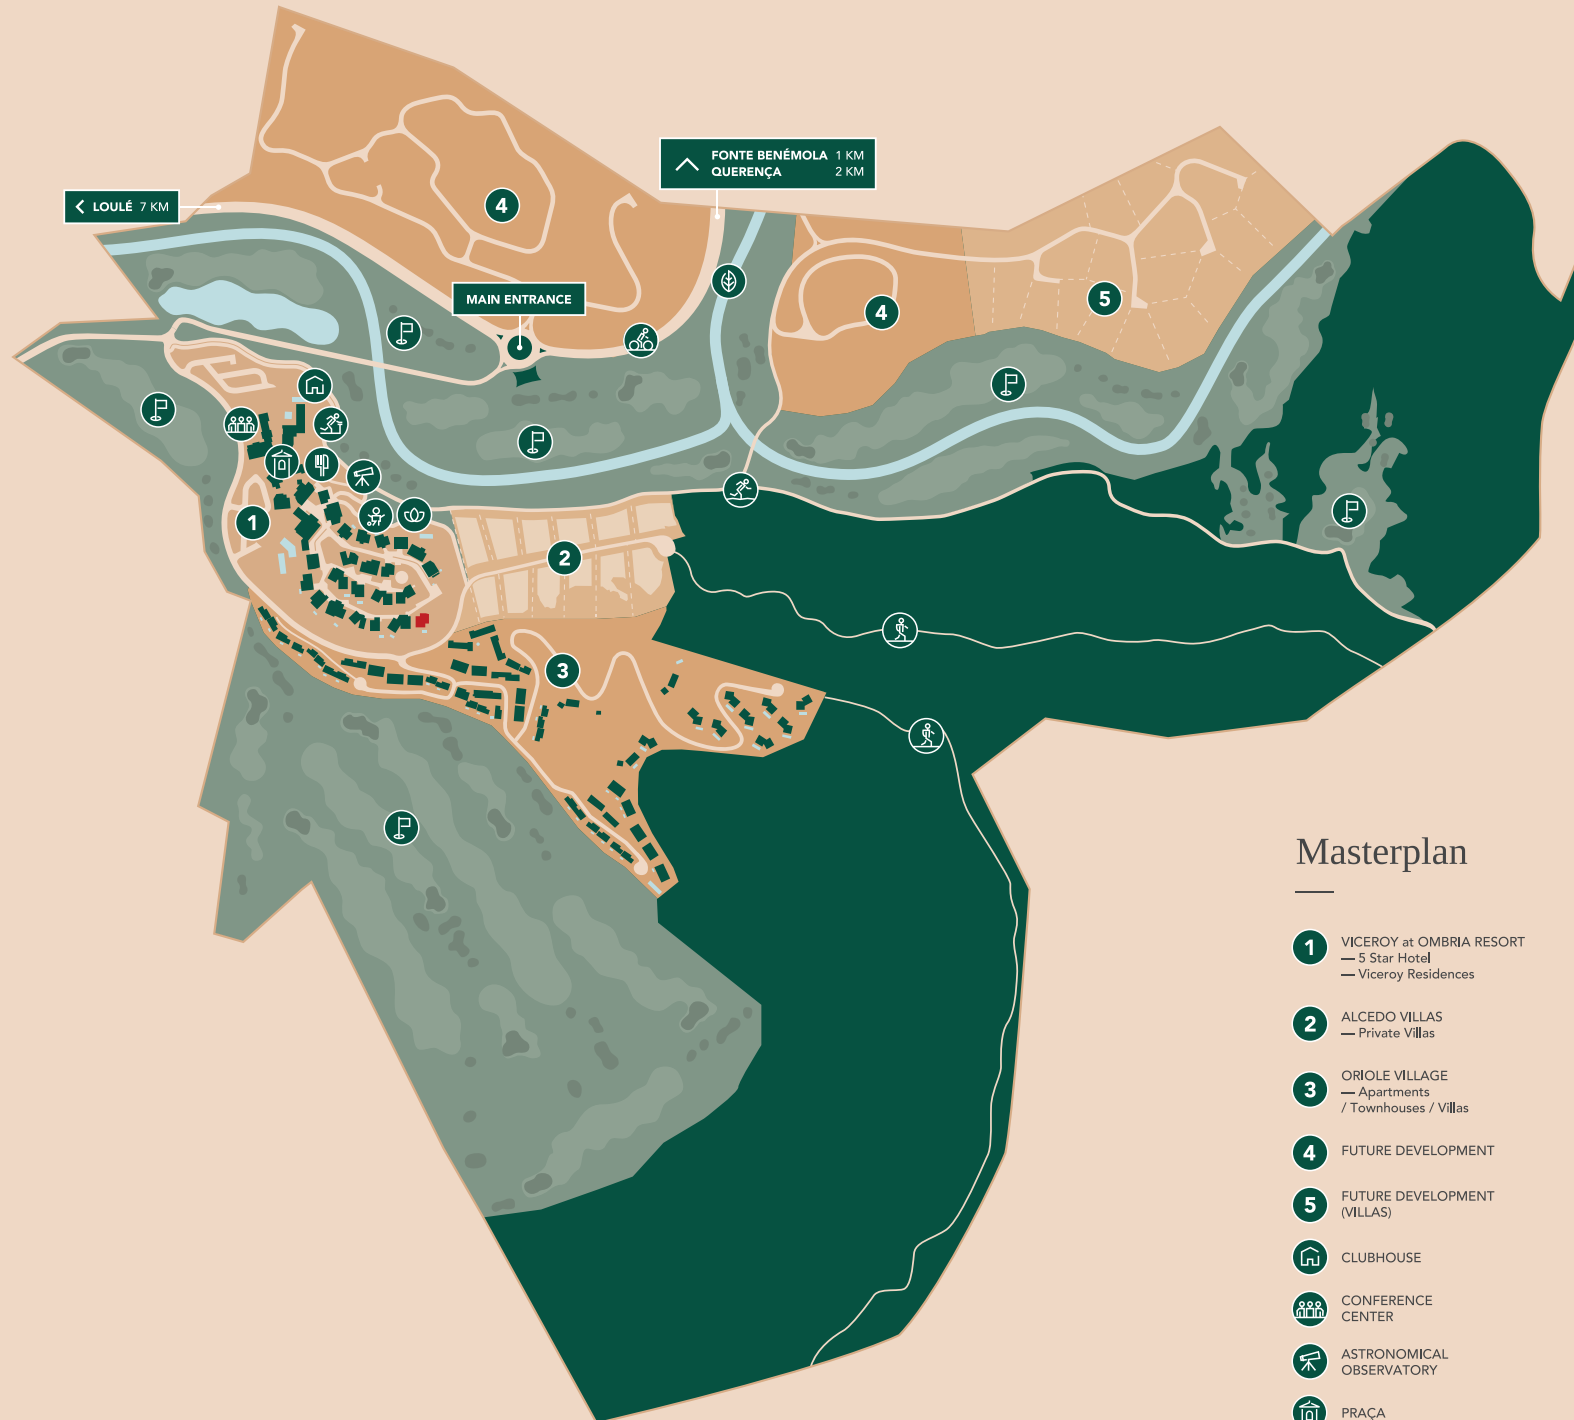 FONTE BENÉMOLA 1 KM
QUERENÇA 2 KM
LOULÉ 7 KM
4
MAIN ENTRANCE
4
5
1
2
3
Masterplan
1 VICEROY at OMBRIA RESORT
— 5 Star Hotel
— Viceroy Residences
2 ALCEDO VILLAS
— Private Villas
3 ORIOLE VILLAGE
— Apartments
/ Townhouses / Villas
4 FUTURE DEVELOPMENT
5 FUTURE DEVELOPMENT
(VILLAS)
CLUBHOUSE
CONFERENCE
CENTER
ASTRONOMICAL
OBSERVATORY
PRAÇA